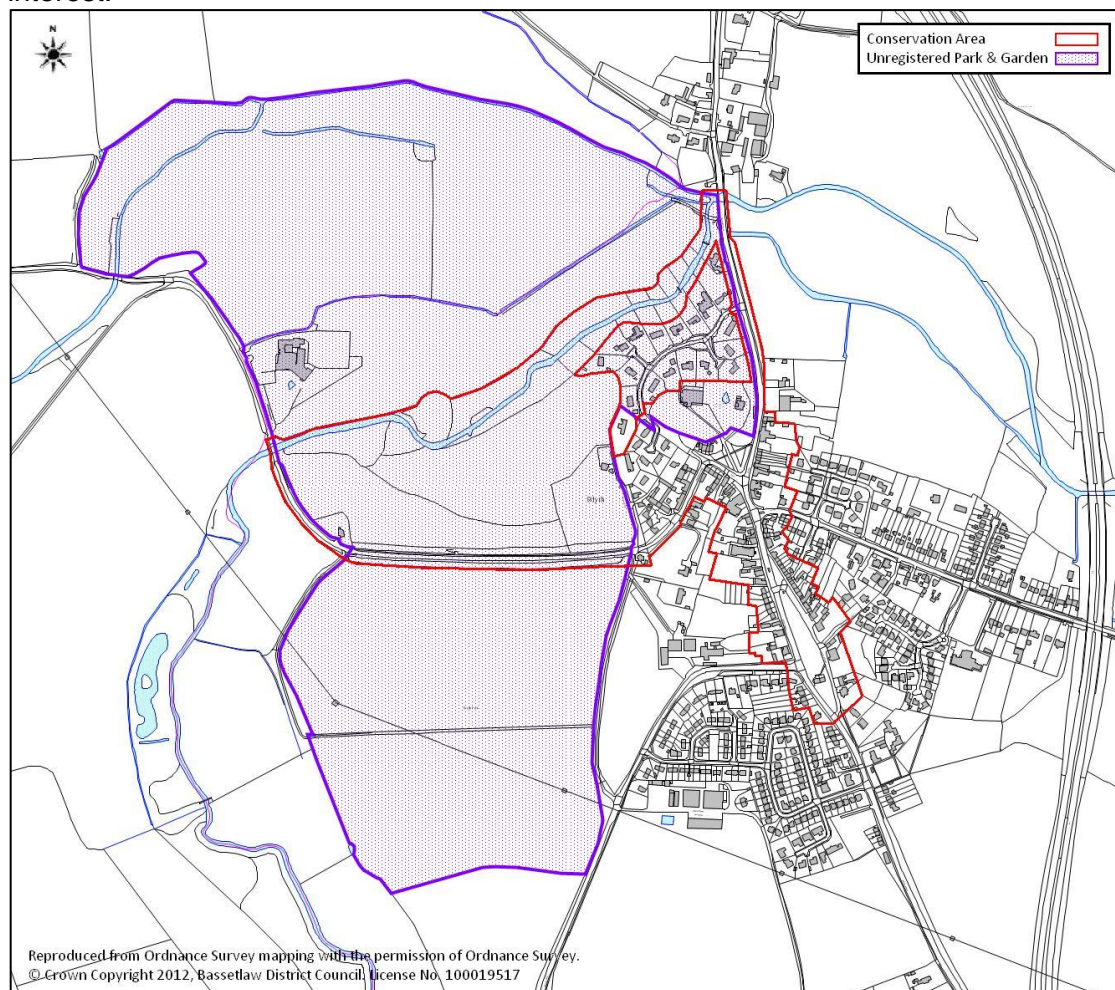 interest.
N
Conservation Area
Unregistered Park & Garden
Blyth
Reproduced from Ordnance Survey mapping with the permission of Ordnance Survey.
© Crown Copyright 2012, Bassetlaw District Council. License No. 100019517